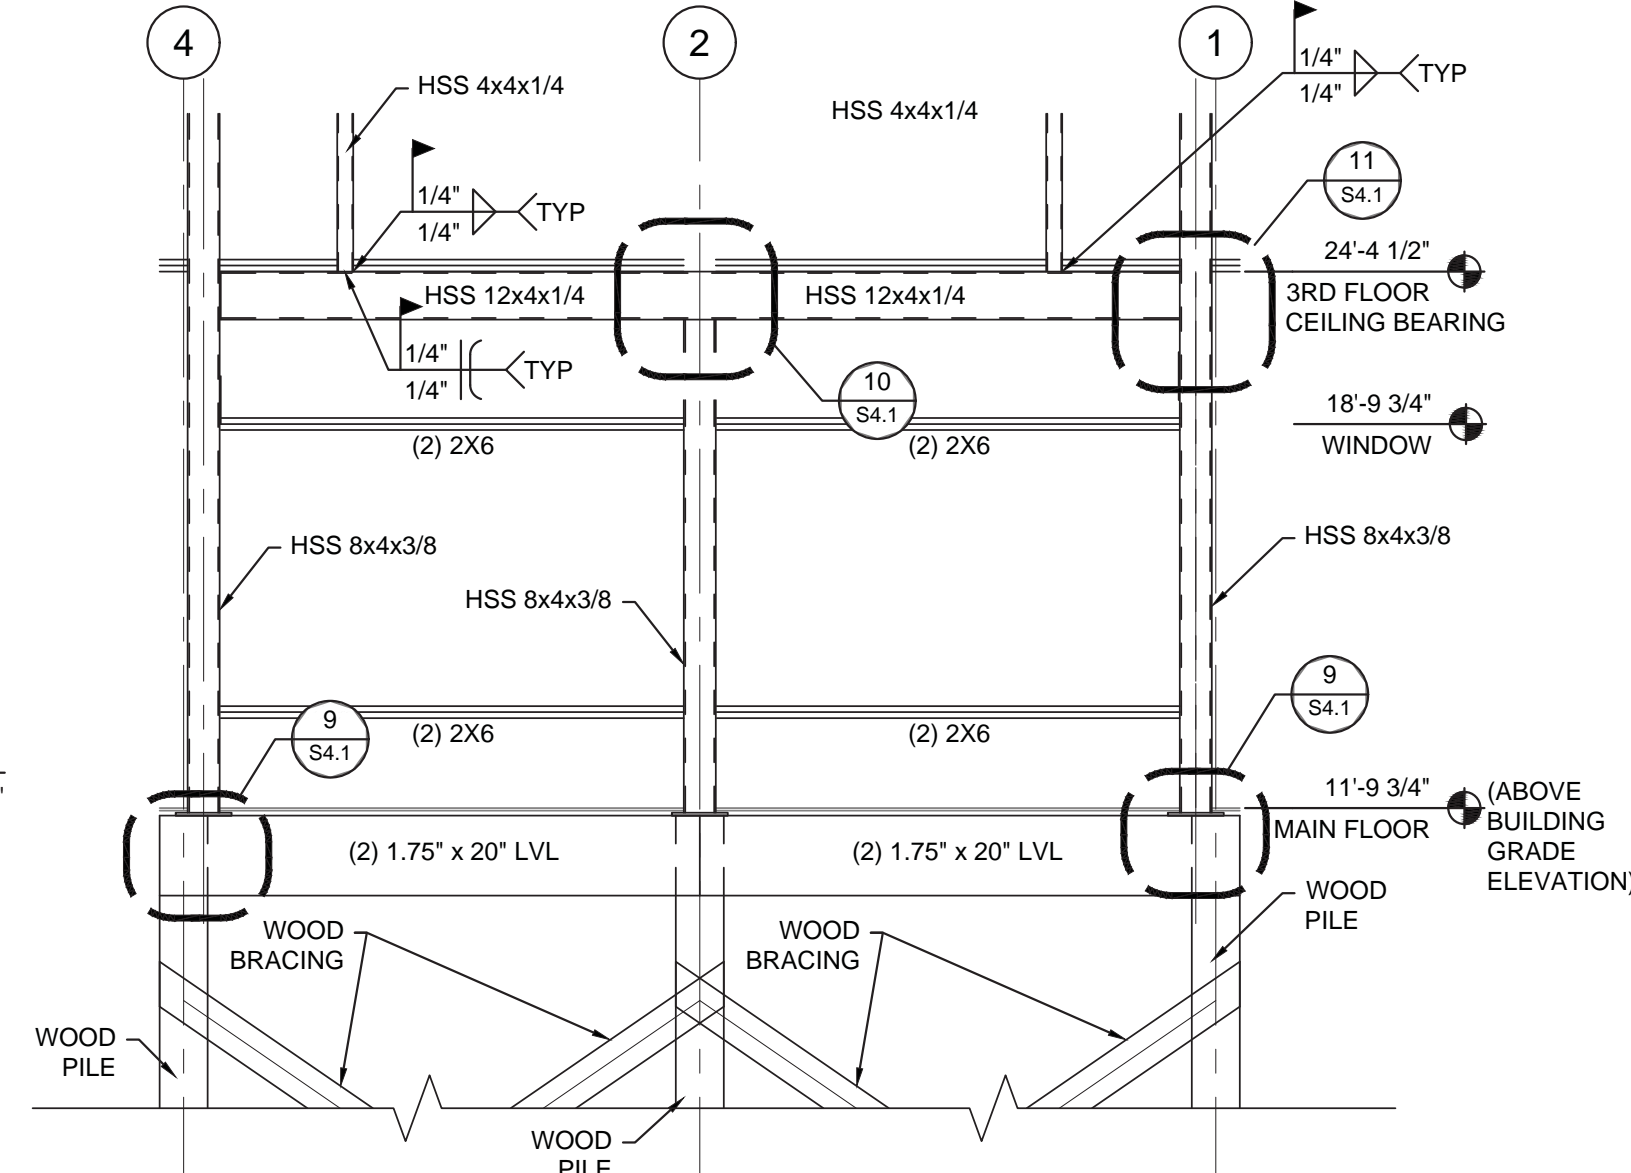 4
2
1
HSS 4x4x1/4
HSS 4x4x1/4
1/4"
1/4"
TYP
1/4"
1/4"
TYP
11
S4.1
24'-4 1/2"
3RD FLOOR
CEILING BEARING
HSS 12x4x1/4
HSS 12x4x1/4
1/4"
1/4"
TYP
10
S4.1
18'-9 3/4"
WINDOW
(2) 2X6
(2) 2X6
HSS 8x4x3/8
HSS 8x4x3/8
HSS 8x4x3/8
9
S4.1
(2) 2X6
(2) 2X6
9
S4.1
11'-9 3/4"
MAIN FLOOR
(ABOVE
BUILDING
GRADE
ELEVATION)
(2) 1.75" x 20" LVL
(2) 1.75" x 20" LVL
WOOD
PILE
WOOD
BRACING
WOOD
BRACING
WOOD
PILE
WOOD
PILE